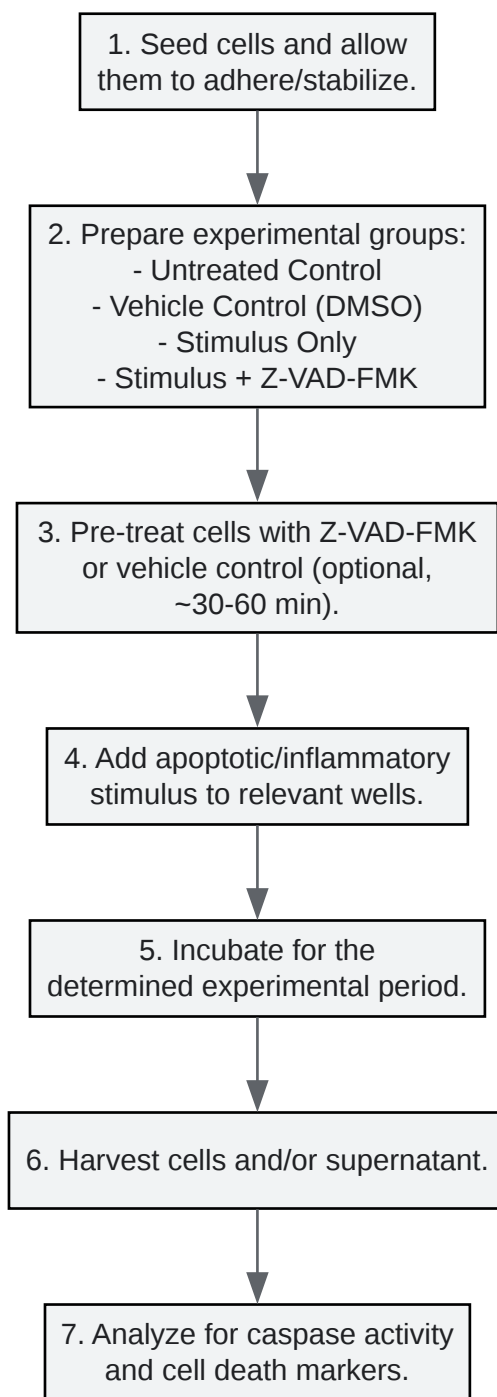 1. Seed cells and allow
them to adhere/stabilize.
2. Prepare experimental groups:
- Untreated Control
- Vehicle Control (DMSO)
- Stimulus Only
- Stimulus + Z-VAD-FMK
3. Pre-treat cells with Z-VAD-FMK
or vehicle control (optional,
~30-60 min).
4. Add apoptotic/inflammatory
stimulus to relevant wells.
5. Incubate for the
determined experimental period.
6. Harvest cells and/or supernatant.
7. Analyze for caspase activity
and cell death markers.